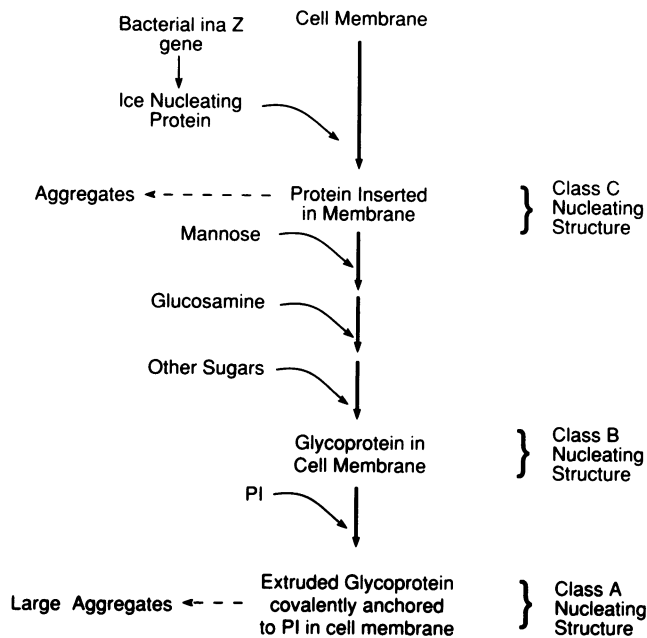 Bacterial ina Z
gene
Cell Membrane
Ice Nucleating
Protein
Aggregates
Protein Inserted
in Membrane
} Class C
Nucleating
Structure
Mannose
Glucosamine
Other Sugars
Glycoprotein in
Cell Membrane
} Class B
Nucleating
Structure
PI
Large Aggregates
Extruded Glycoprotein
covalently anchored
to PI in cell membrane
} Class A
Nucleating
Structure